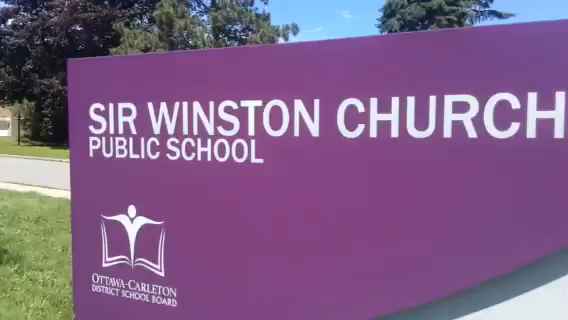 SIR WINSTON CHURCH
PUBLIC SCHOOL
OTTAWA-CARLETON
DISTRICT SCHOOL BOARD